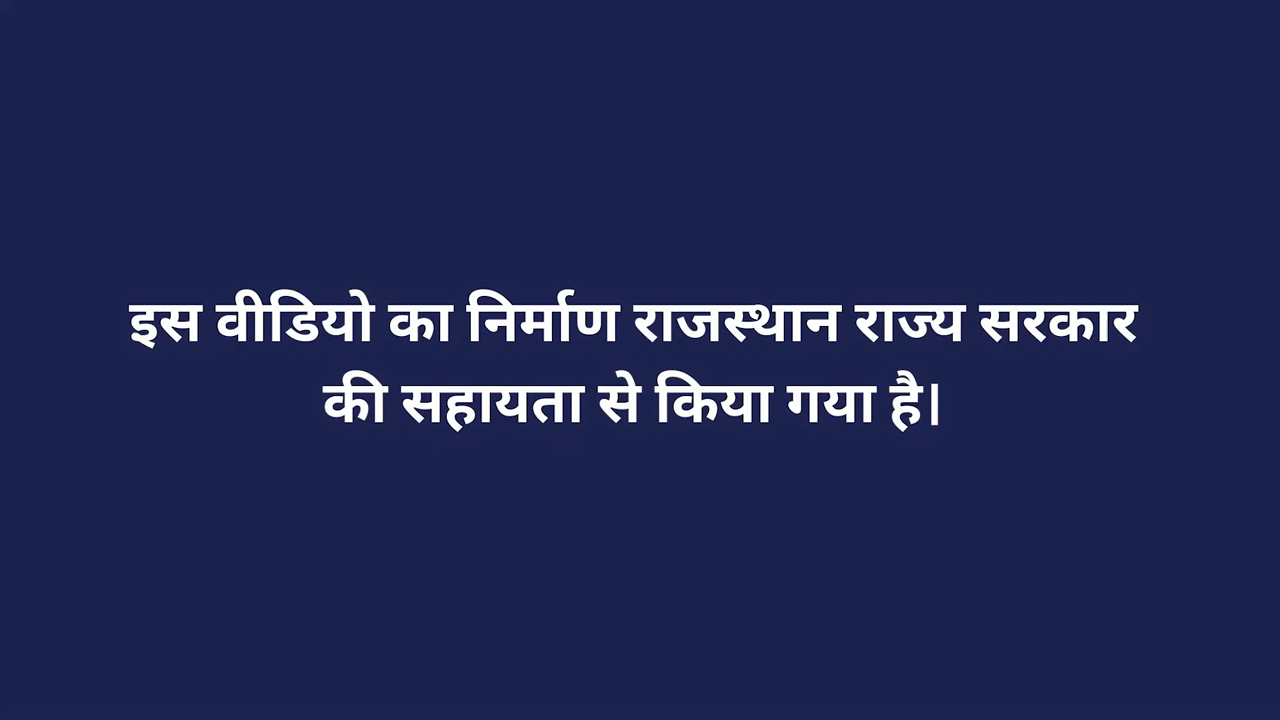 इस वीडियो का निर्माण राजस्थान राज्य सरकार
की सहायता से किया गया है।